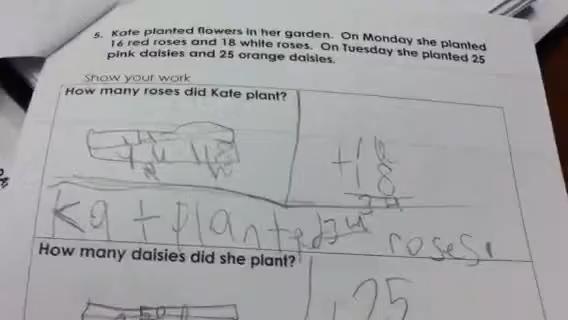 5. Kate planted flowers in her garden. On Monday she planted
16 red roses and 18 white roses. On Tuesday she planted 25
pink daisies and 25 orange daisies.
Show your work
How many roses did Kate plant?
16
+18
34
Kat planted 34 roses.
How many daisies did she plant?
25